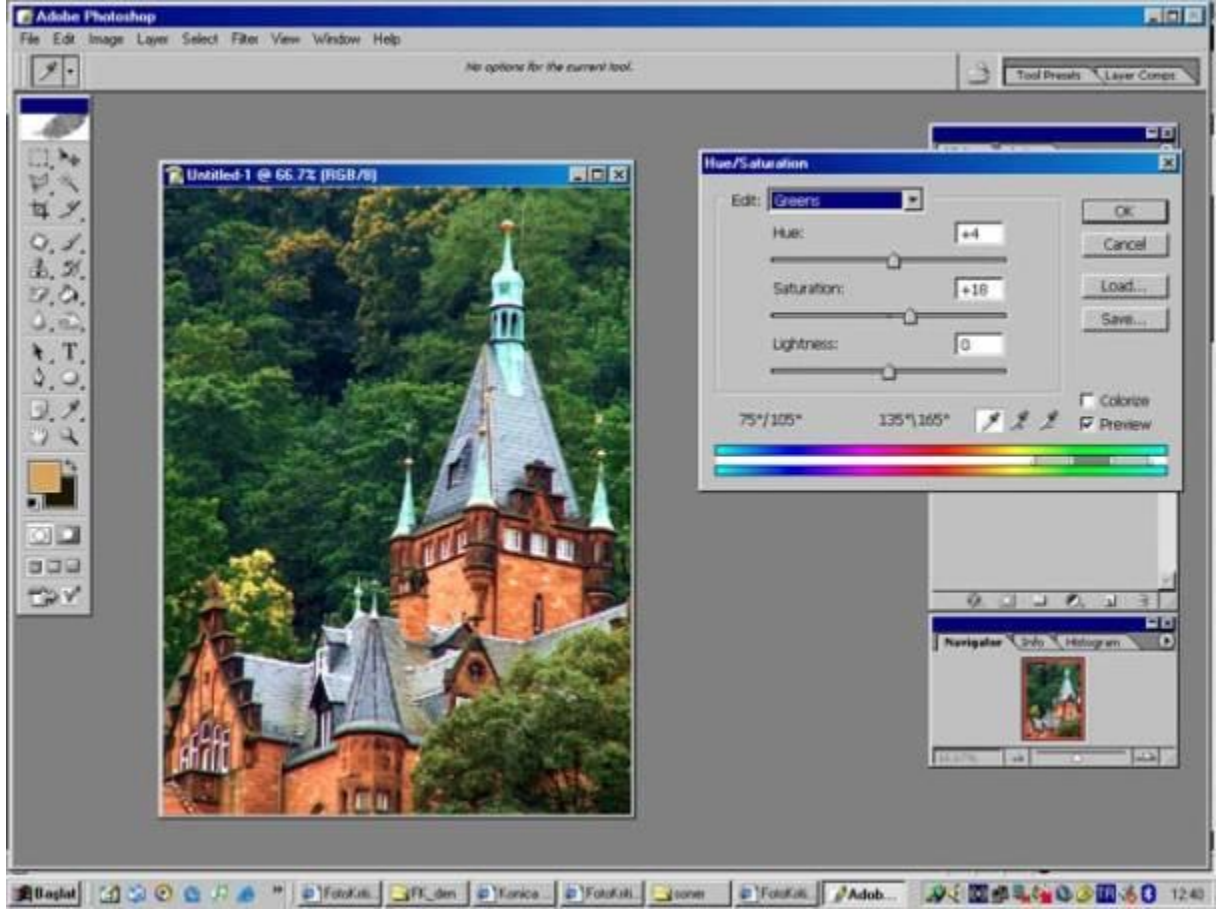 Adobe Photoshop
File Edit Image Layer Select Filter View Window Help
No options for the current tool.
Tool Presets Layer Comps
Untitled-1 @ 66.7% (RGB/8)
Hue/Saturation
Edit: Greens
Hue: +4
Saturation: +18
Lightness: 0
OK
Cancel
Load...
Save...
Colorize
Preview
75°/105° 135°\165°
Navigator Info Histogram
Başlat
FK_den Konica soner Adob... TR 12:40